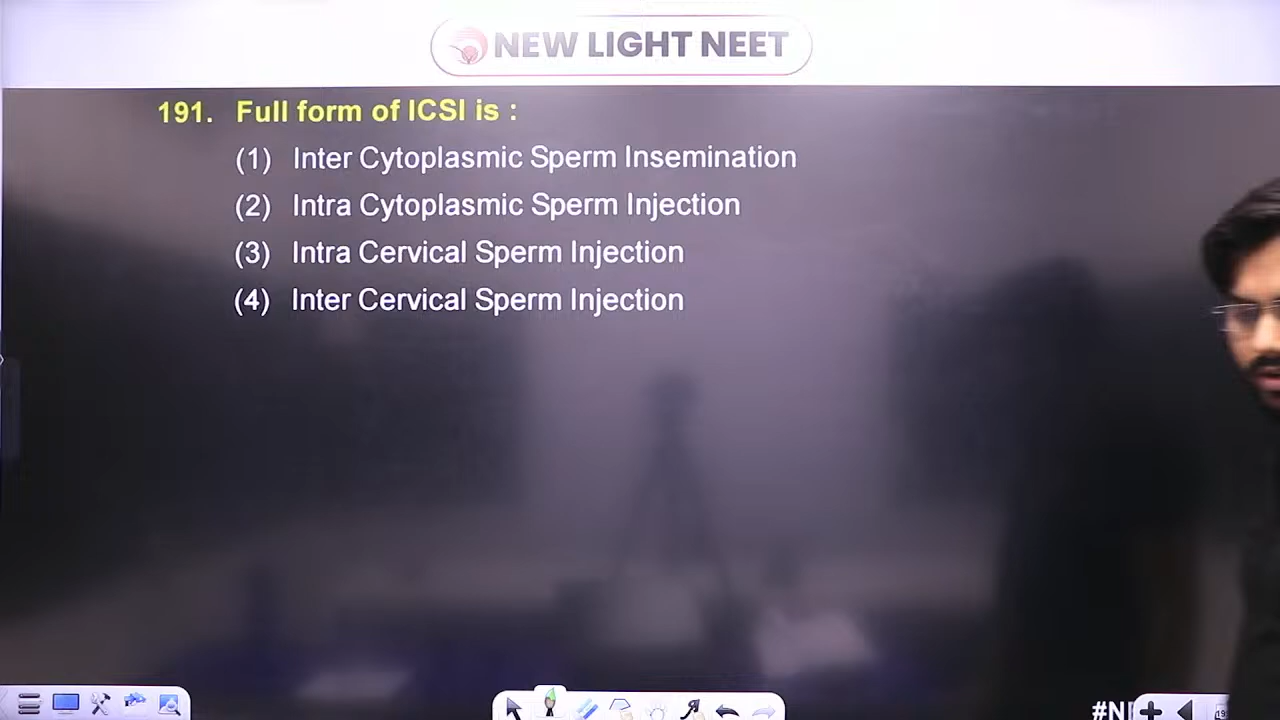 NEW LIGHT NEET
191. Full form of ICSI is :
(1) Inter Cytoplasmic Sperm Insemination
(2) Intra Cytoplasmic Sperm Injection
(3) Intra Cervical Sperm Injection
(4) Inter Cervical Sperm Injection